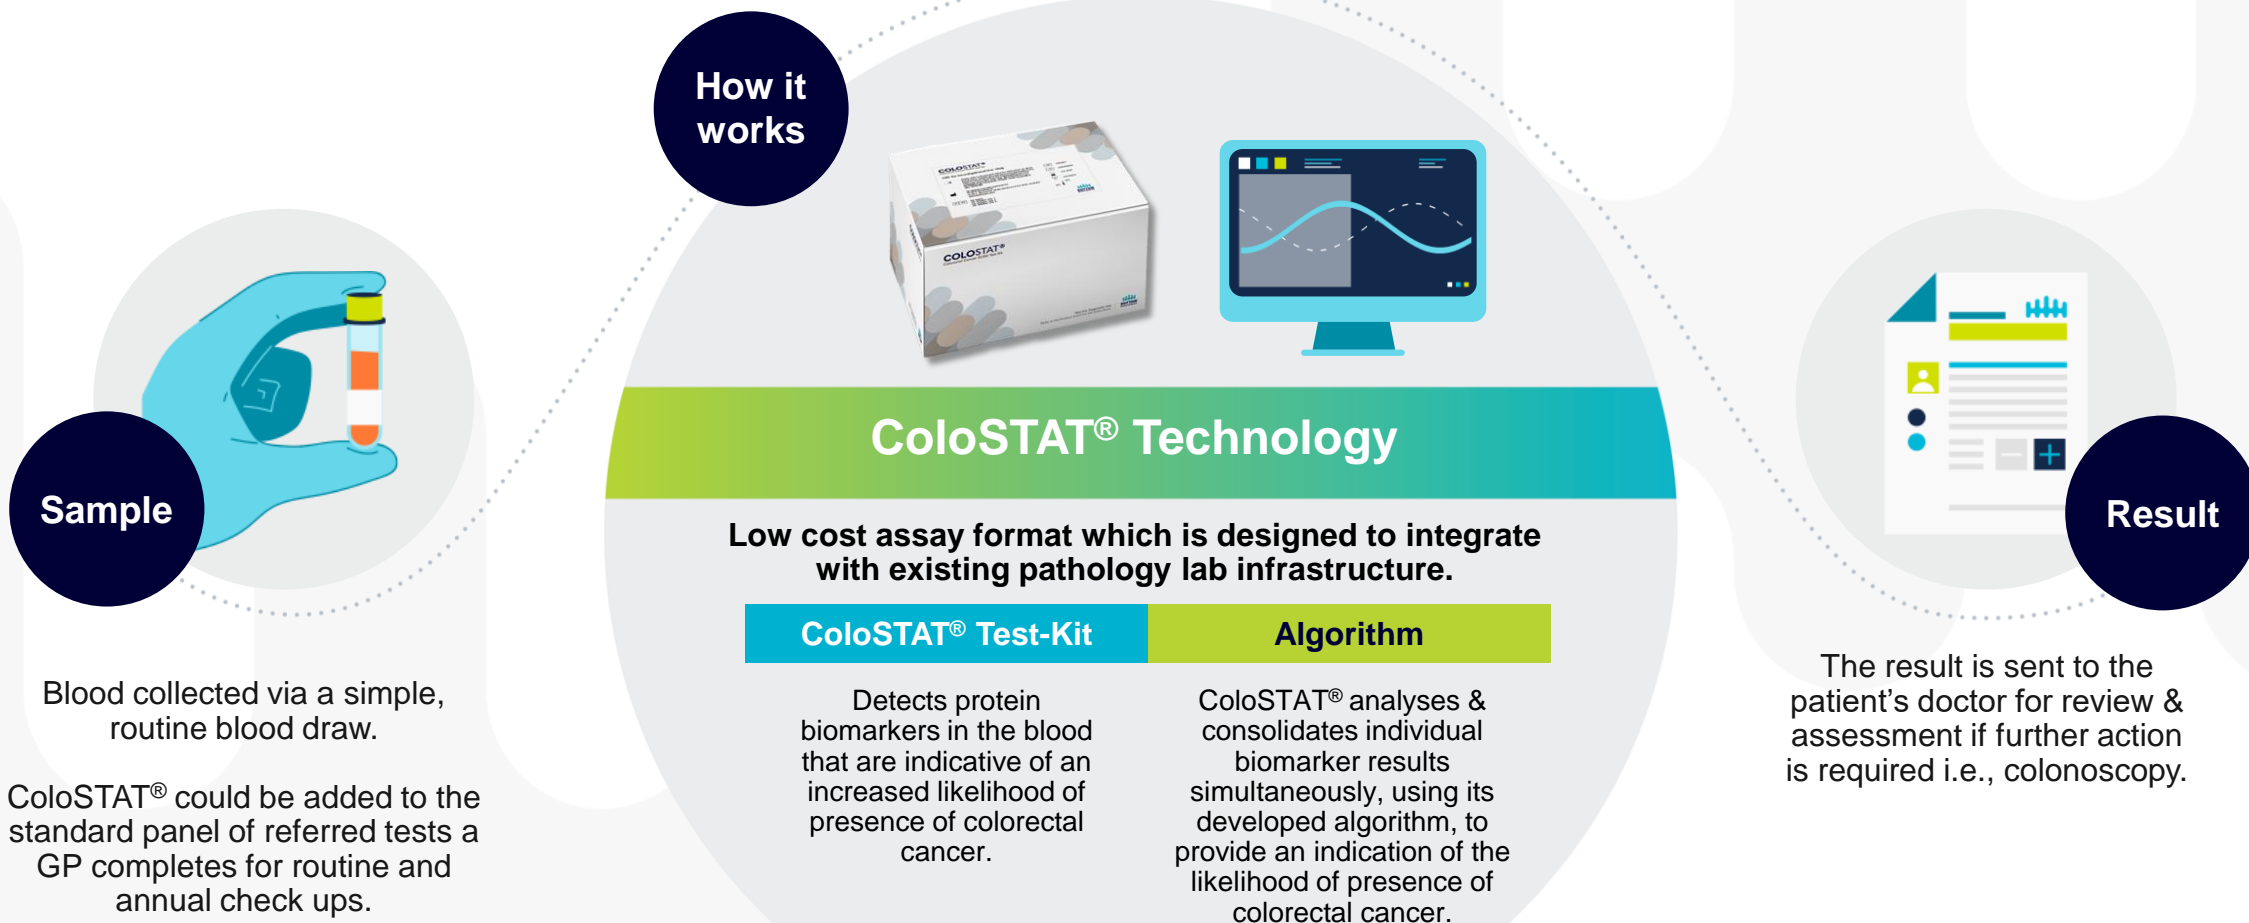 How it
works
COLOSTAT®
COLOSTAT®
Sample
ColoSTAT® Technology
Low cost assay format which is designed to integrate
with existing pathology lab infrastructure.
ColoSTAT® Test-Kit
Algorithm
Detects protein
biomarkers in the blood
that are indicative of an
increased likelihood of
presence of colorectal
cancer.
ColoSTAT® analyses &
consolidates individual
biomarker results
simultaneously, using its
developed algorithm, to
provide an indication of the
likelihood of presence of
colorectal cancer.
Blood collected via a simple,
routine blood draw.
ColoSTAT® could be added to the
standard panel of referred tests a
GP completes for routine and
annual check ups.
Result
The result is sent to the
patient’s doctor for review &
assessment if further action
is required i.e., colonoscopy.